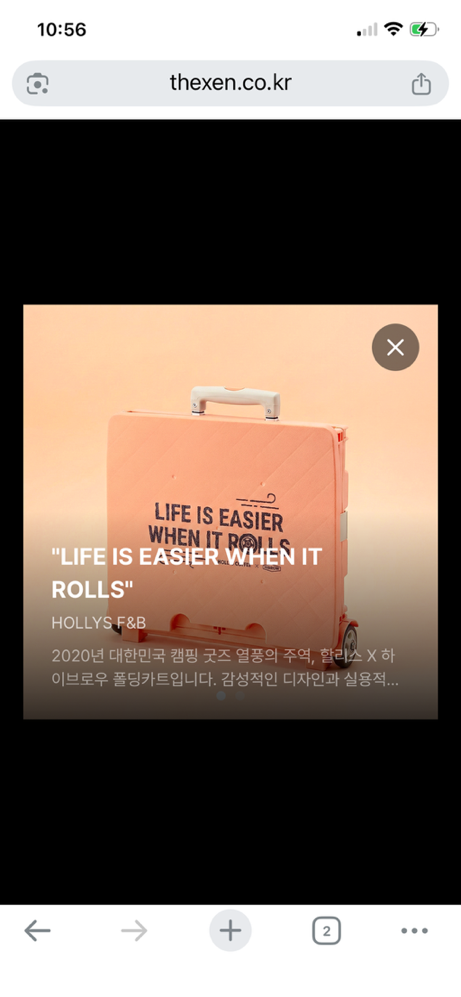 10:56
thexen.co.kr
LIFE IS EASIER
WHEN IT ROLLS
"LIFE IS EASIER WHEN IT
ROLLS"
HOLLYS F&B
2020년 대한민국 캠핑 굿즈 열풍의 주역, 할리스 X 하
이브로우 폴딩카트입니다. 감성적인 디자인과 실용적...
2